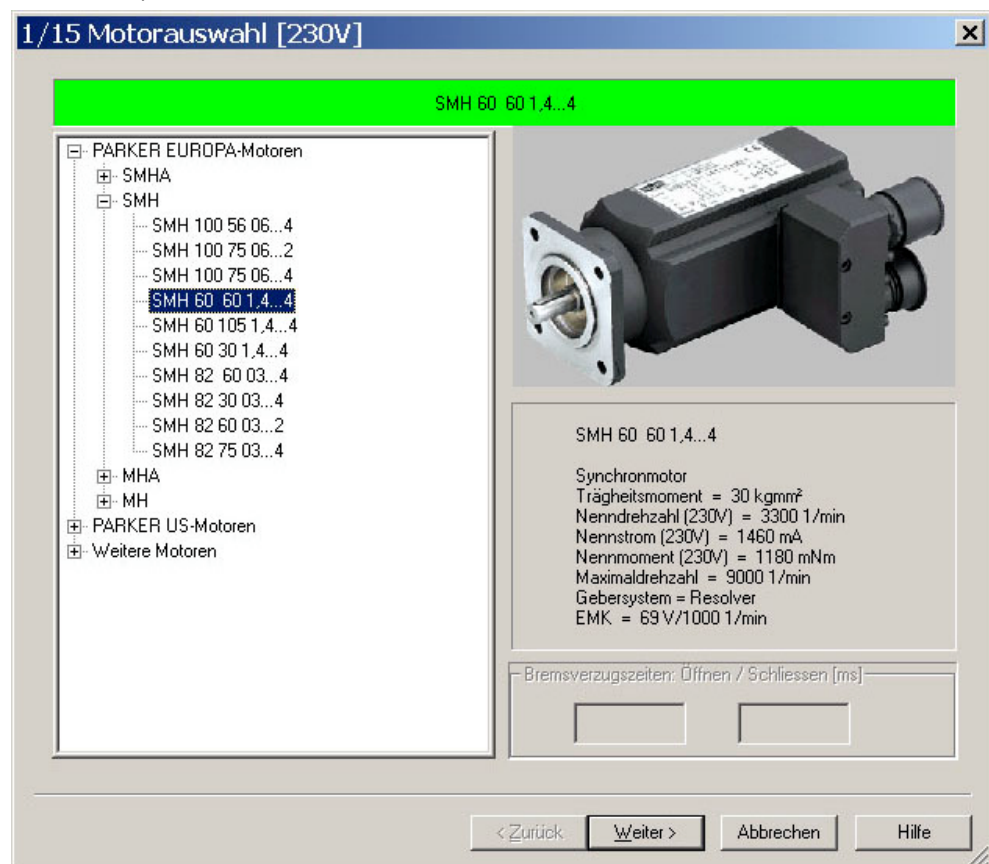 1/15 Motorauswahl [230V]
SMH 60  60 1,4...4
PARKER EUROPA-Motoren
SMHA
SMH
SMH 100 56 06...4
SMH 100 75 06...2
SMH 100 75 06...4
SMH 60  60 1,4...4
SMH 60 105 1,4...4
SMH 60 30 1,4...4
SMH 82  60 03...4
SMH 82 30 03...4
SMH 82 60 03...2
SMH 82 75 03...4
MHA
MH
PARKER US-Motoren
Weitere Motoren
SMH 60  60 1,4...4
Synchronmotor
Trägheitsmoment  =  30 kgmm²
Nenndrehzahl (230V)  =  3300 1/min
Nennstrom (230V)  =  1460 mA
Nennmoment (230V)  =  1180 mNm
Maximaldrehzahl  =  9000 1/min
Gebersystem = Resolver
EMK  =  69 V/1000 1/min
Bremsverzugszeiten: Öffnen / Schliessen [ms]
< Zurück
Weiter >
Abbrechen
Hilfe